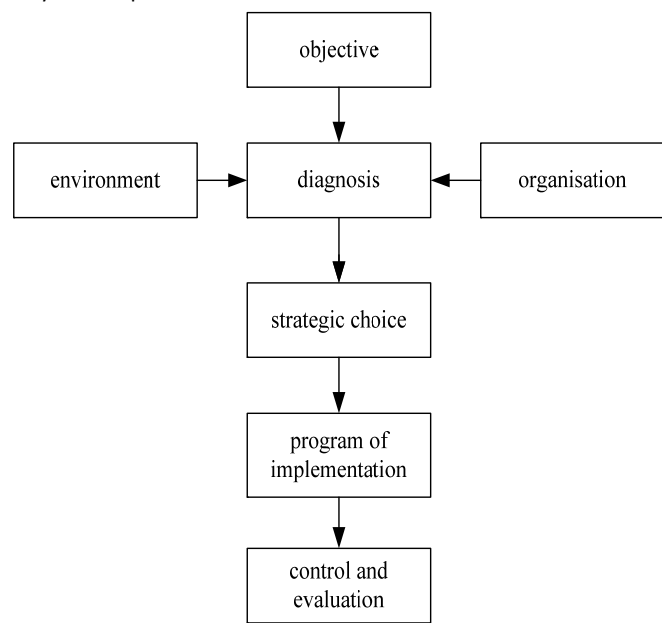 objective
environment
diagnosis
organisation
strategic choice
program of
implementation
control and
evaluation